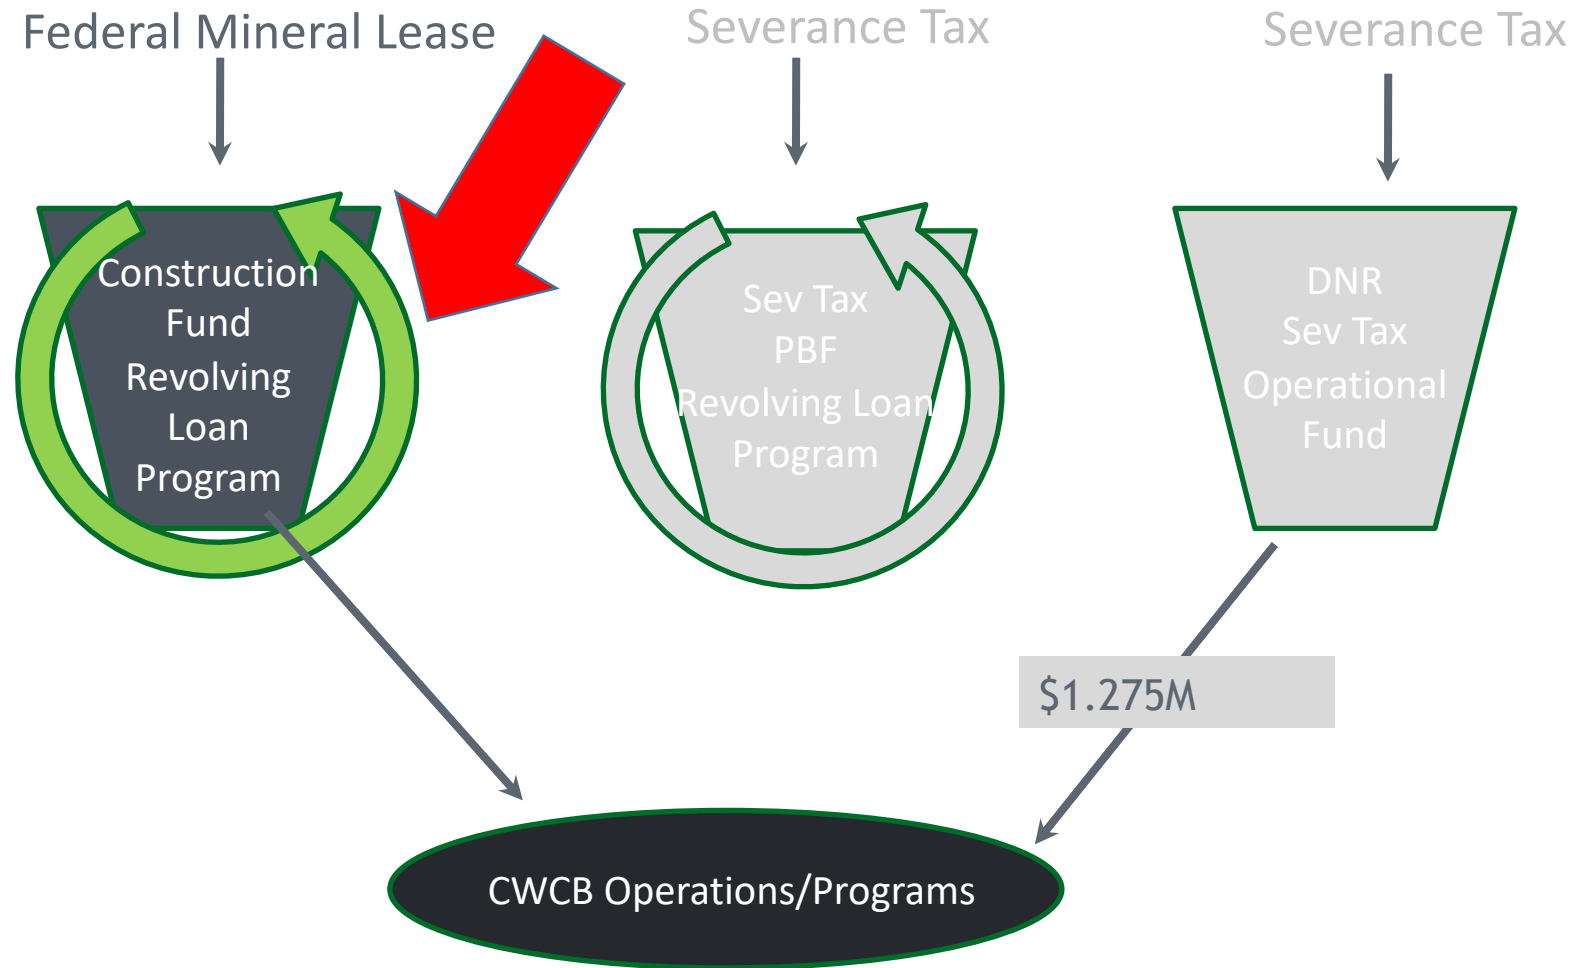 Federal Mineral Lease
Severance Tax
Severance Tax
Construction
Fund
Revolving
Loan
Program
Sev Tax
PBF
Revolving Loan
Program
DNR
Sev Tax
Operational
Fund
$1.275M
CWCB Operations/Programs